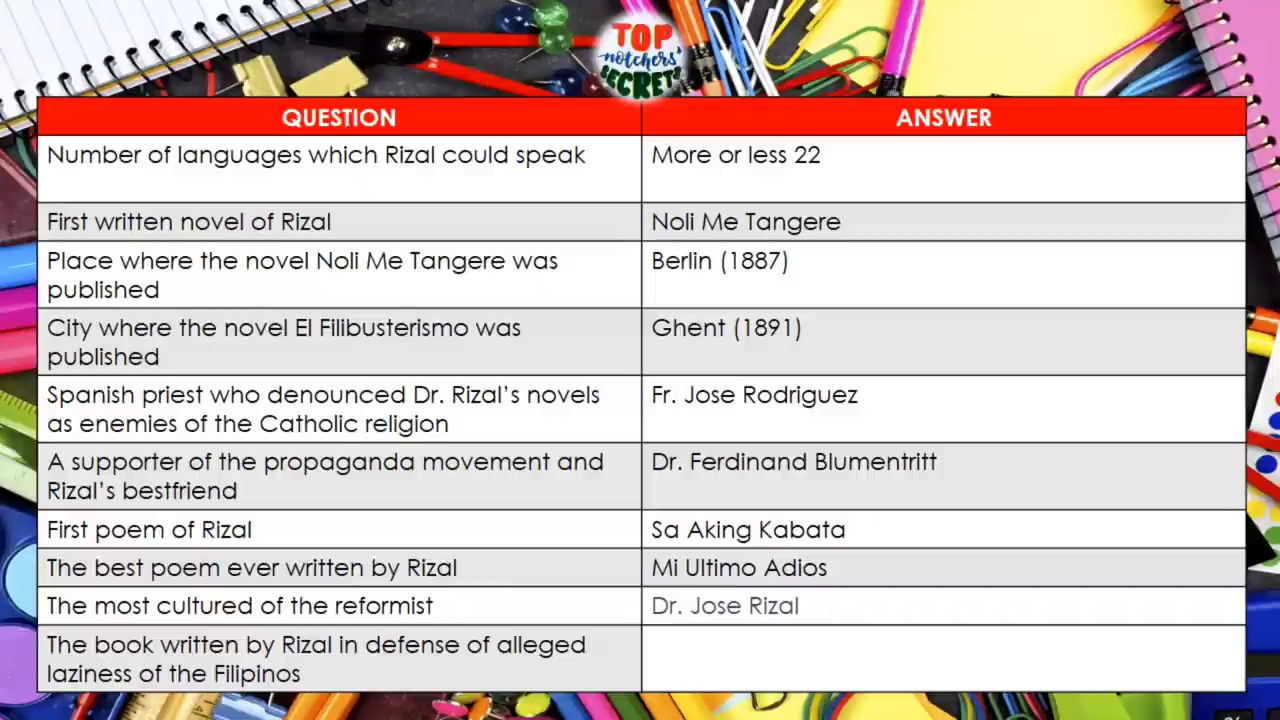 TOP
notchers'
SECRETS
QUESTION
ANSWER
Number of languages which Rizal could speak
More or less 22
First written novel of Rizal
Noli Me Tangere
Place where the novel Noli Me Tangere was
published
Berlin (1887)
City where the novel El Filibusterismo was
published
Ghent (1891)
Spanish priest who denounced Dr. Rizal's novels
as enemies of the Catholic religion
Fr. Jose Rodriguez
A supporter of the propaganda movement and
Rizal's bestfriend
Dr. Ferdinand Blumentritt
First poem of Rizal
Sa Aking Kabata
The best poem ever written by Rizal
Mi Ultimo Adios
The most cultured of the reformist
Dr. Jose Rizal
The book written by Rizal in defense of alleged
laziness of the Filipinos